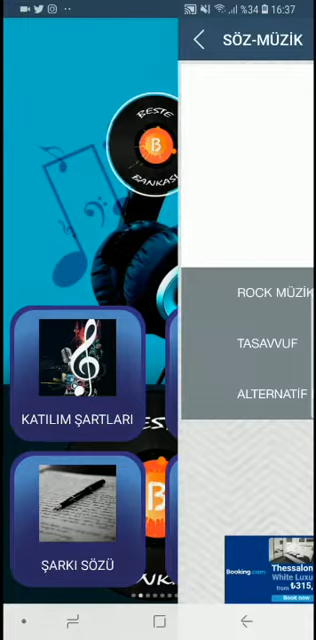 %34 16:37
SÖZ-MÜZİK
BESTE
B
BANKASI
ROCK MÜZİK
TASAVVUF
ALTERNATİF
KATILIM ŞARTLARI
ŞARKI SÖZÜ
B
Booking.com
Thessalon
White Luxu
from ₺315,
Book now